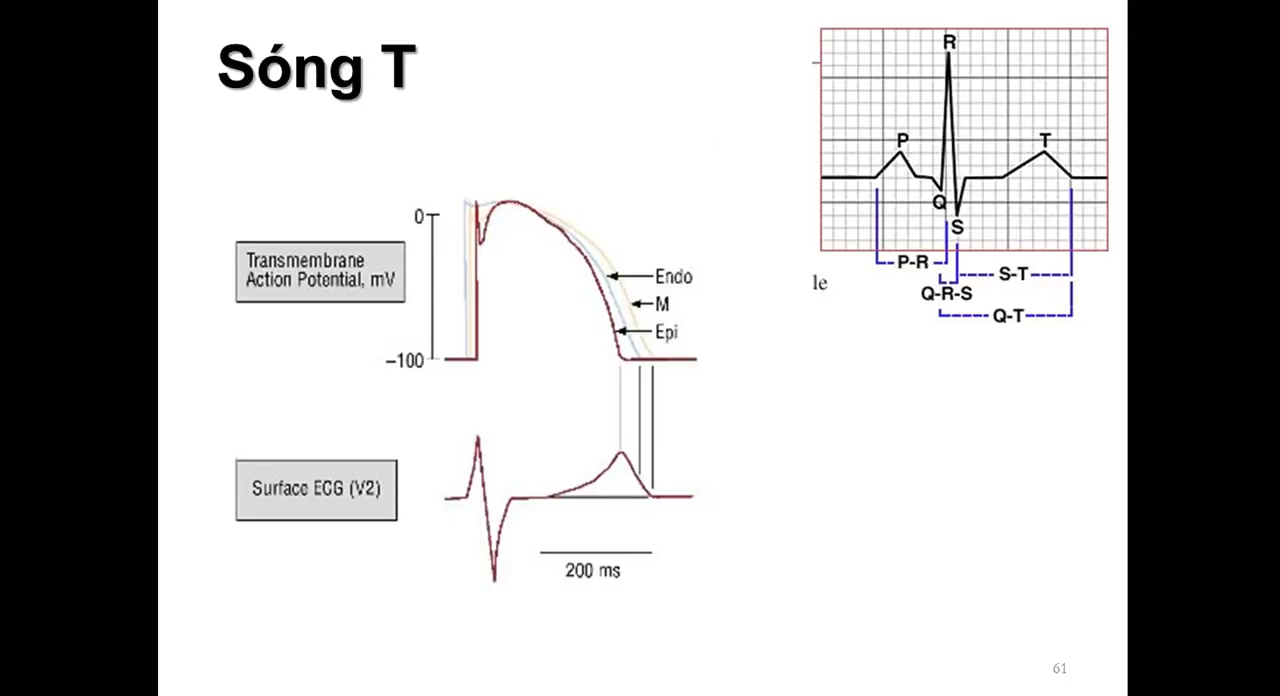 Sóng T
R
P
T
Q
S
P-R
S-T
Q-R-S
Q-T
le
0
Transmembrane
Action Potential, mV
Endo
M
Epi
−100
Surface ECG (V2)
200 ms
61